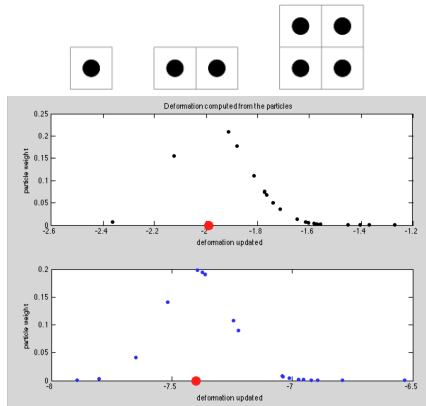 Deformation computed from the particles
0.25
0.2
0.15
0.1
0.05
0
particle weight
-2.6 -2.4 -2.2 -2 -1.8 -1.6 -1.4 -1.2
deformation updated
0.2
0.15
0.1
0.05
0
particle weight
-8 -7.5 -7 -6.5
deformation updated